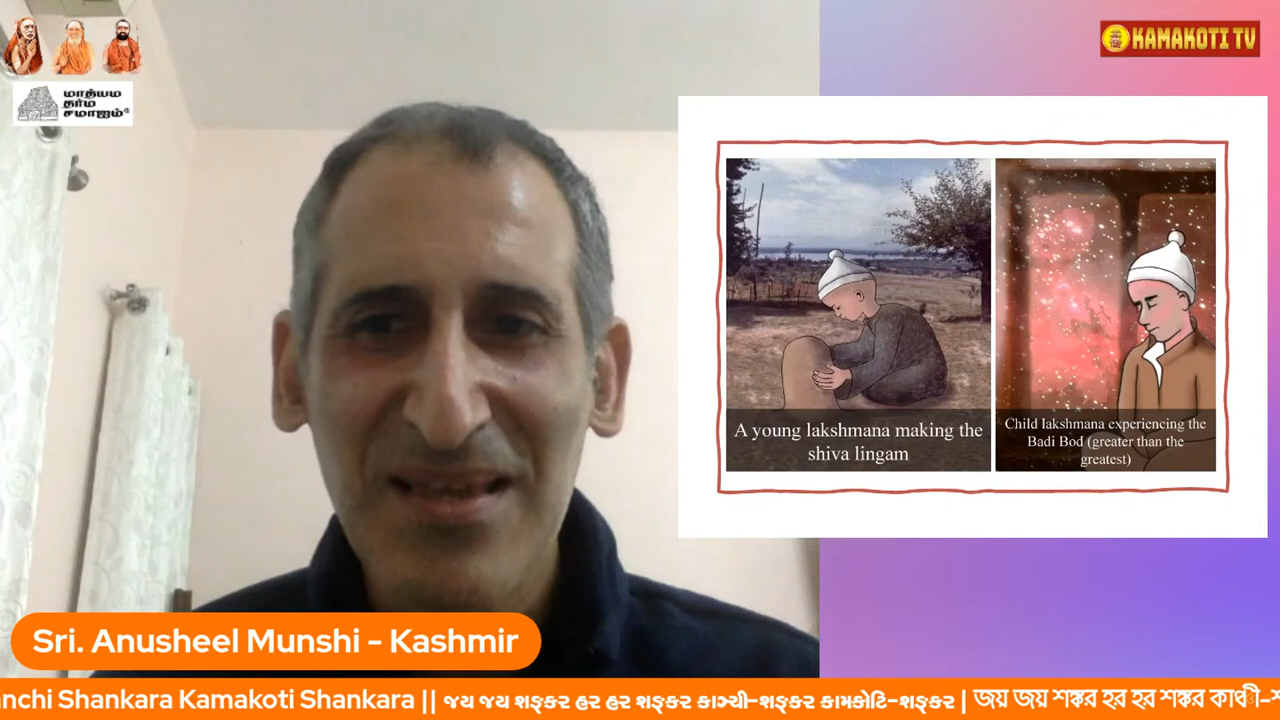 மாத்யம
தர்ம
சமாஜம்®
KAMAKOTI TV
A young lakshmana making the
shiva lingam
Child lakshmana experiencing the
Badi Bod (greater than the
greatest)
Sri. Anusheel Munshi - Kashmir
nchi Shankara Kamakoti Shankara || જય જય શઙ્કર હર હર શઙ્કર કાઞ્ચી-શઙ્કર કામકોટિ-શઙ્કર | জয় জয় শঙ্কর হর হর শঙ্কর কাঞ্চী-